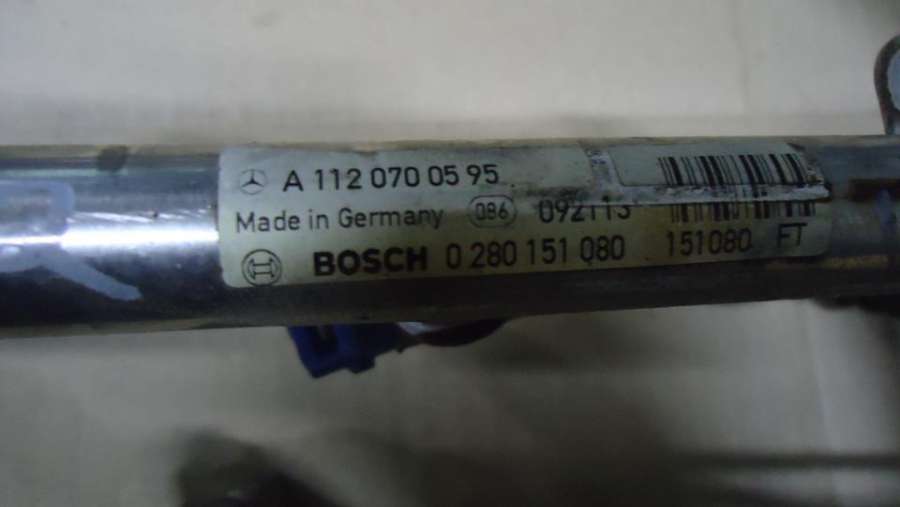 A 112 070 05 95
Made in Germany 086 092113
BOSCH 0 280 151 080 151080 FT